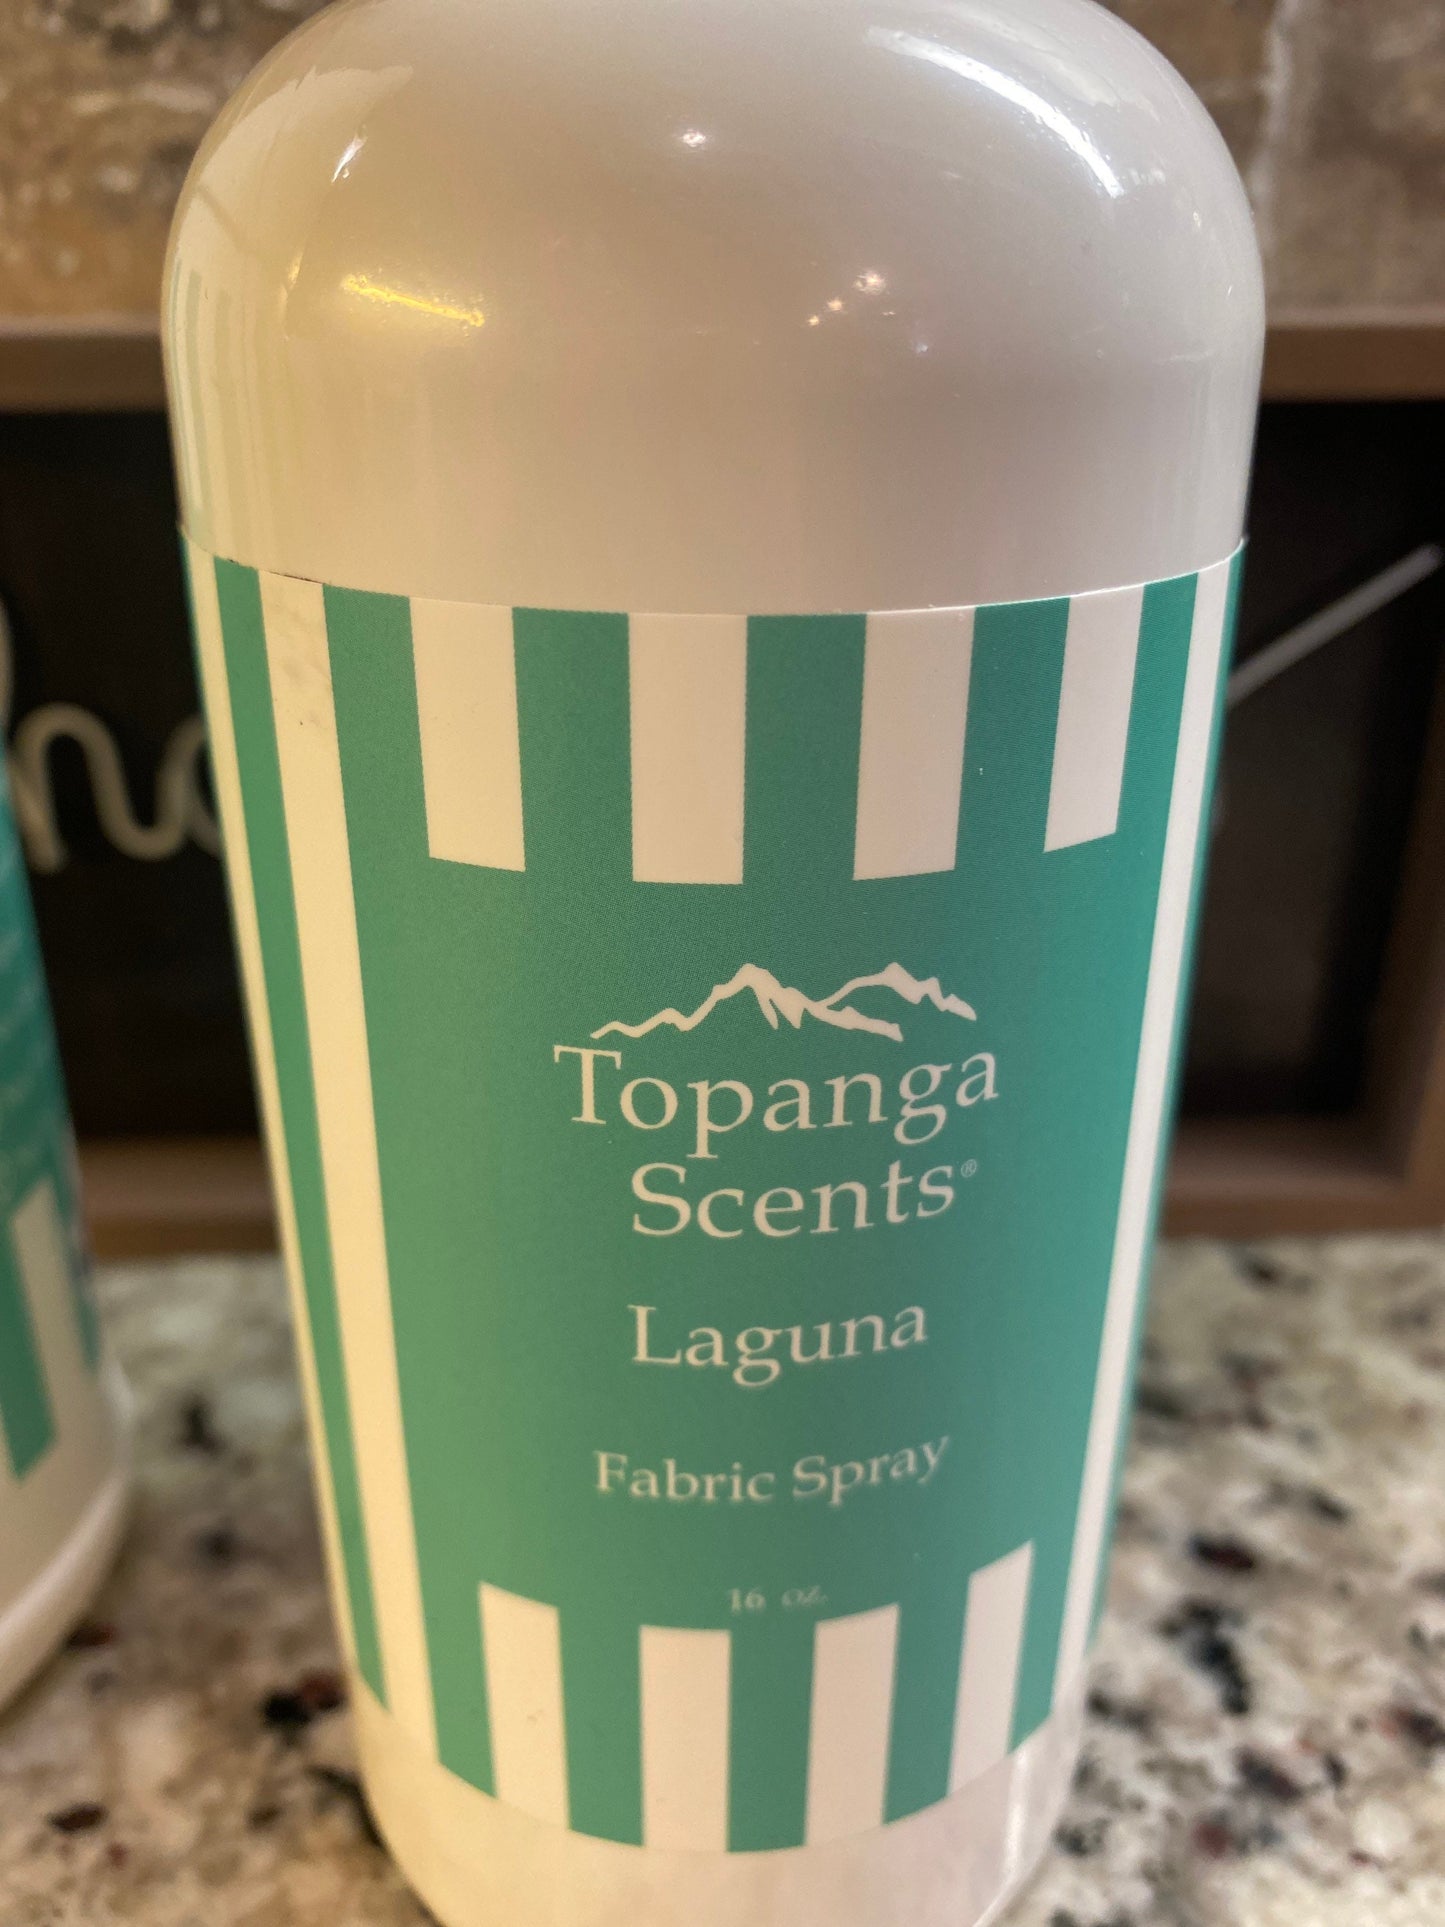 Topanga
Scents®
Laguna
Fabric Spray
16 oz.